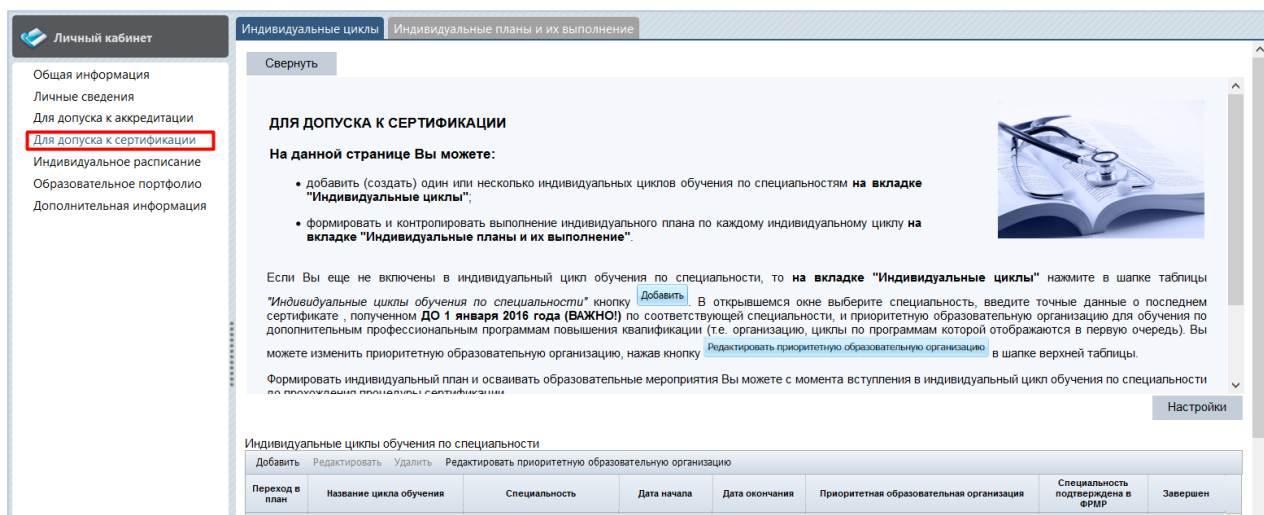 Личный кабинет
Общая информация
Личные сведения
Для допуска к аккредитации
Для допуска к сертификации
Индивидуальное расписание
Образовательное портфолио
Дополнительная информация
Индивидуальные циклы Индивидуальные планы и их выполнение
Свернуть
ДЛЯ ДОПУСКА К СЕРТИФИКАЦИИ
На данной странице Вы можете:
• добавить (создать) один или несколько индивидуальных циклов обучения по специальностям на вкладке
"Индивидуальные циклы";
• формировать и контролировать выполнение индивидуального плана по каждому индивидуальному циклу на
вкладке "Индивидуальные планы и их выполнение".
Если Вы еще не включены в индивидуальный цикл обучения по специальности, то на вкладке "Индивидуальные циклы" нажмите в шапке таблицы
"Индивидуальные циклы обучения по специальности" кнопку Добавить . В открывшемся окне выберите специальность, введите точные данные о последнем
сертификате , полученном ДО 1 января 2016 года (ВАЖНО!) по соответствующей специальности, и приоритетную образовательную организацию для обучения по
дополнительным профессиональным программам повышения квалификации (т.е. организацию, циклы по программам которой отображаются в первую очередь). Вы
можете изменить приоритетную образовательную организацию, нажав кнопку Редактировать приоритетную образовательную организацию в шапке верхней таблицы.
Формировать индивидуальный план и осваивать образовательные мероприятия Вы можете с момента вступления в индивидуальный цикл обучения по специальности
до прохождения процедуры сертификации
Настройки
Индивидуальные циклы обучения по специальности
Добавить Редактировать Удалить Редактировать приоритетную образовательную организацию
Переход в план Название цикла обучения Специальность Дата начала Дата окончания Приоритетная образовательная организация Специальность подтверждена в ФРМР Завершен